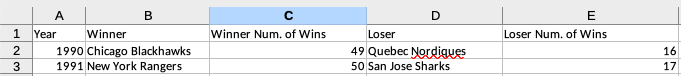 A B C D E
1 Year Winner Winner Num. of Wins Loser Loser Num. of Wins
2 1990 Chicago Blackhawks 49 Quebec Nordiques 16
3 1991 New York Rangers 50 San Jose Sharks 17